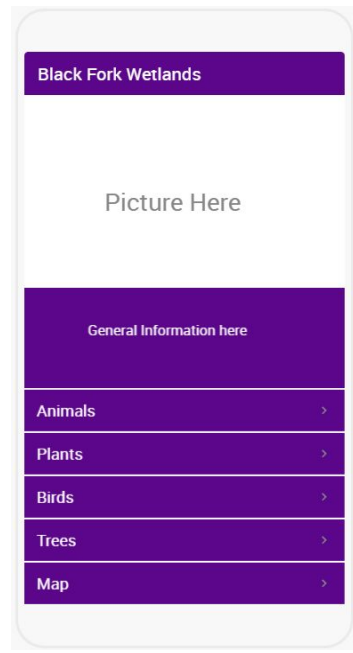 Black Fork Wetlands
Picture Here
General Information here
Animals
Plants
Birds
Trees
Map